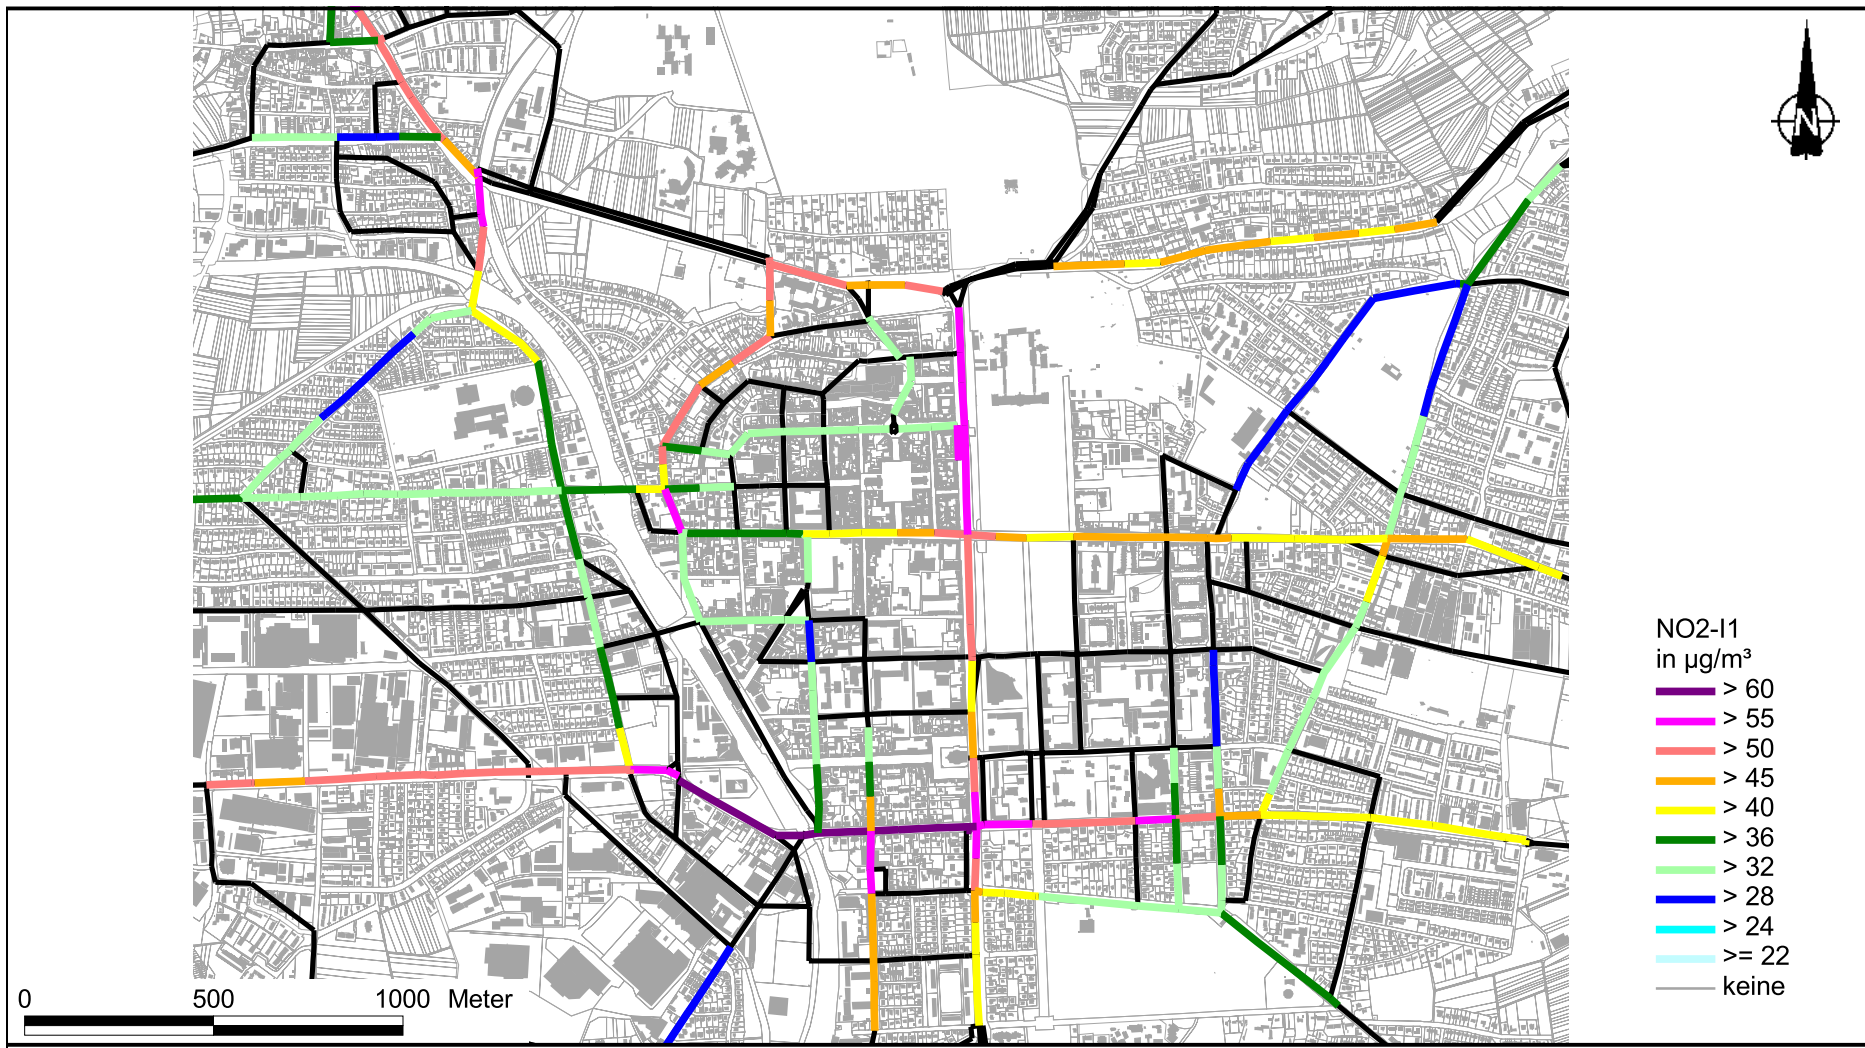 N
NO2-I1
in µg/m³
> 60
> 55
> 50
> 45
> 40
> 36
> 32
> 28
> 24
>= 22
keine
0 500 1000 Meter